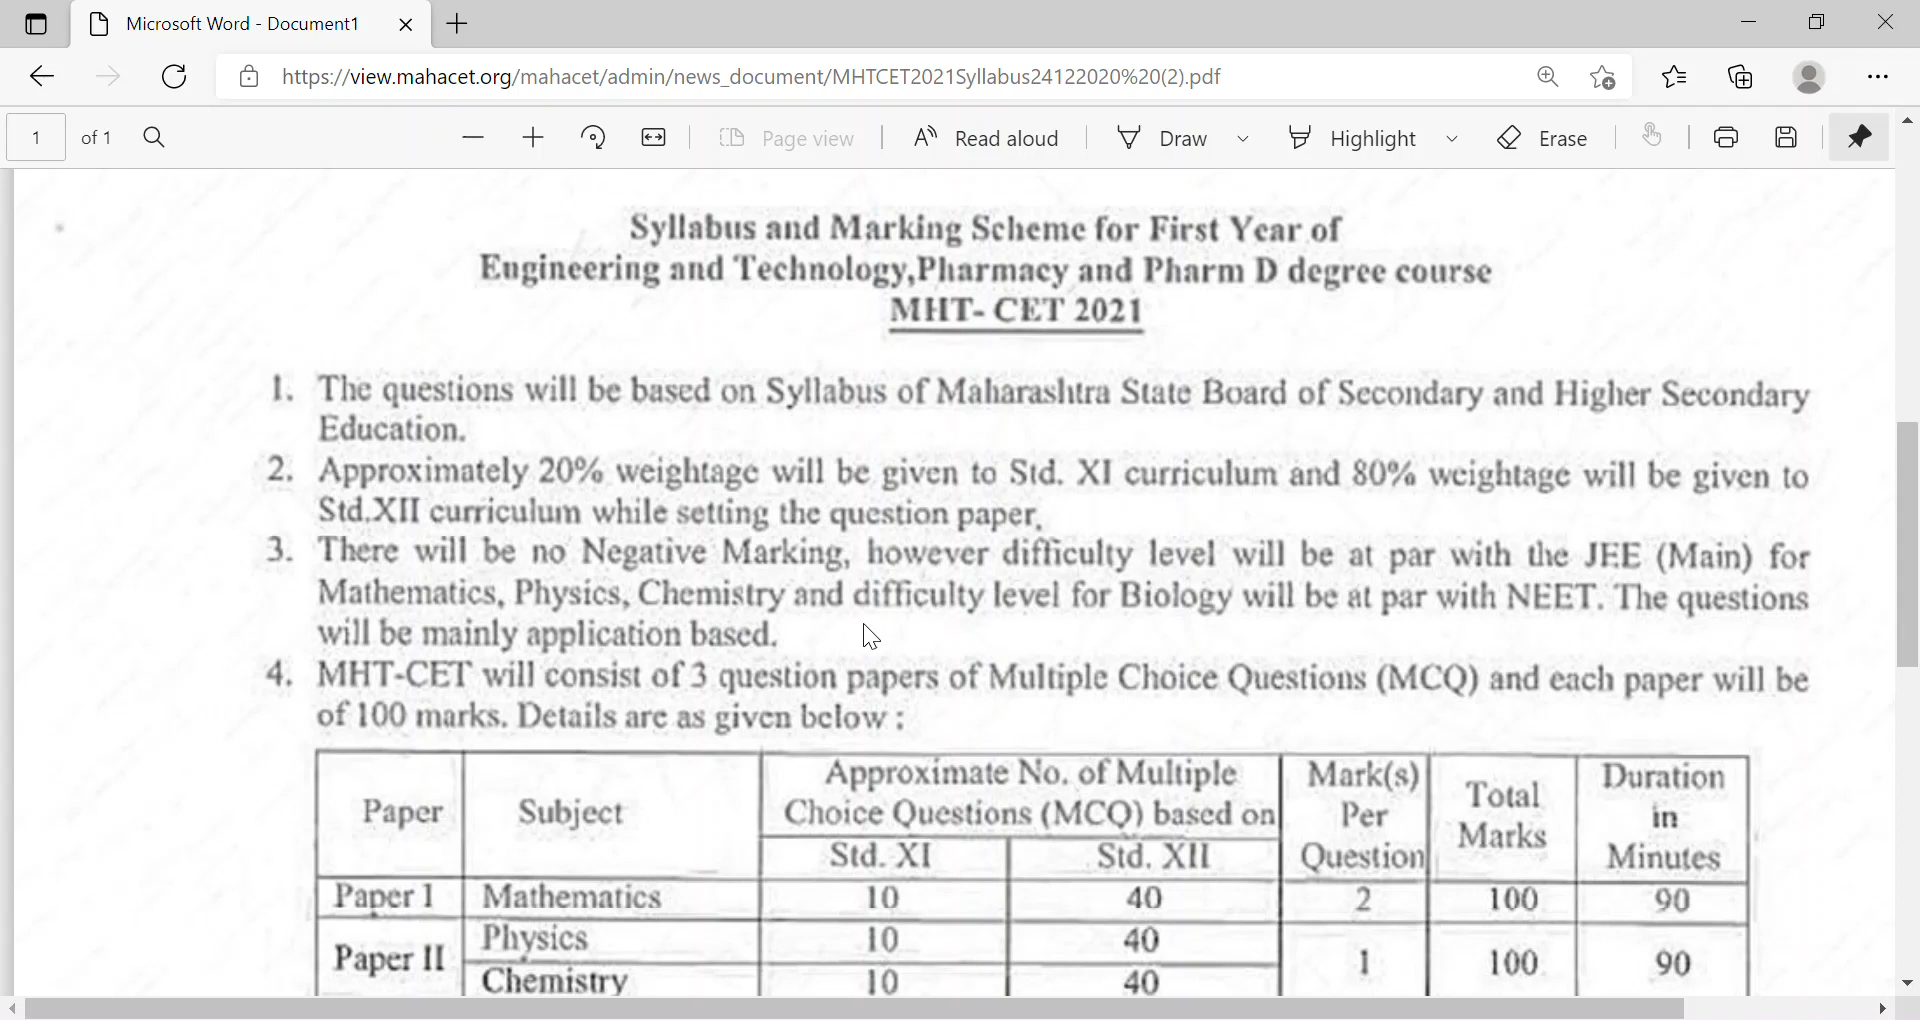 Microsoft Word - Document1
https://view.mahacet.org/mahacet/admin/news_document/MHTCET2021Syllabus24122020%20(2).pdf
1 of 1 Page view Read aloud Draw Highlight Erase
Syllabus and Marking Scheme for First Year of
Engineering and Technology,Pharmacy and Pharm D degree course
MHT- CET 2021
1. The questions will be based on Syllabus of Maharashtra State Board of Secondary and Higher Secondary
Education.
2. Approximately 20% weightage will be given to Std. XI curriculum and 80% weightage will be given to
Std.XII curriculum while setting the question paper.
3. There will be no Negative Marking, however difficulty level will be at par with the JEE (Main) for
Mathematics, Physics, Chemistry and difficulty level for Biology will be at par with NEET. The questions
will be mainly application based.
4. MHT-CET will consist of 3 question papers of Multiple Choice Questions (MCQ) and each paper will be
of 100 marks. Details are as given below :
Paper
Subject
Approximate No. of Multiple
Choice Questions (MCQ) based on
Std. XI
Std. XII
Mark(s)
Per
Question
Total
Marks
Duration
in
Minutes
Paper I Mathematics 10 40 2 100 90
Paper II
Physics 10 40
Chemistry 10 40
1 100 90